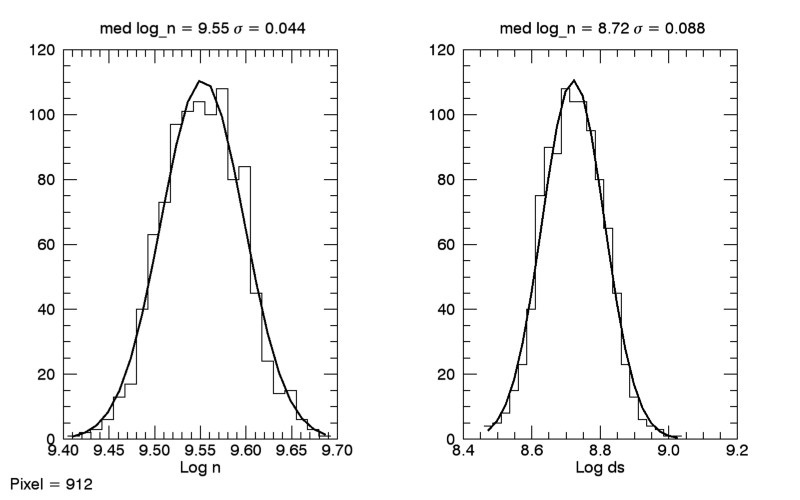 med log_n = 9.55 σ = 0.044
med log_n = 8.72 σ = 0.088
120
100
80
60
40
20
0
9.40 9.45 9.50 9.55 9.60 9.65 9.70
Log n
120
100
80
60
40
20
0
8.4 8.6 8.8 9.0 9.2
Log ds
Pixel = 912